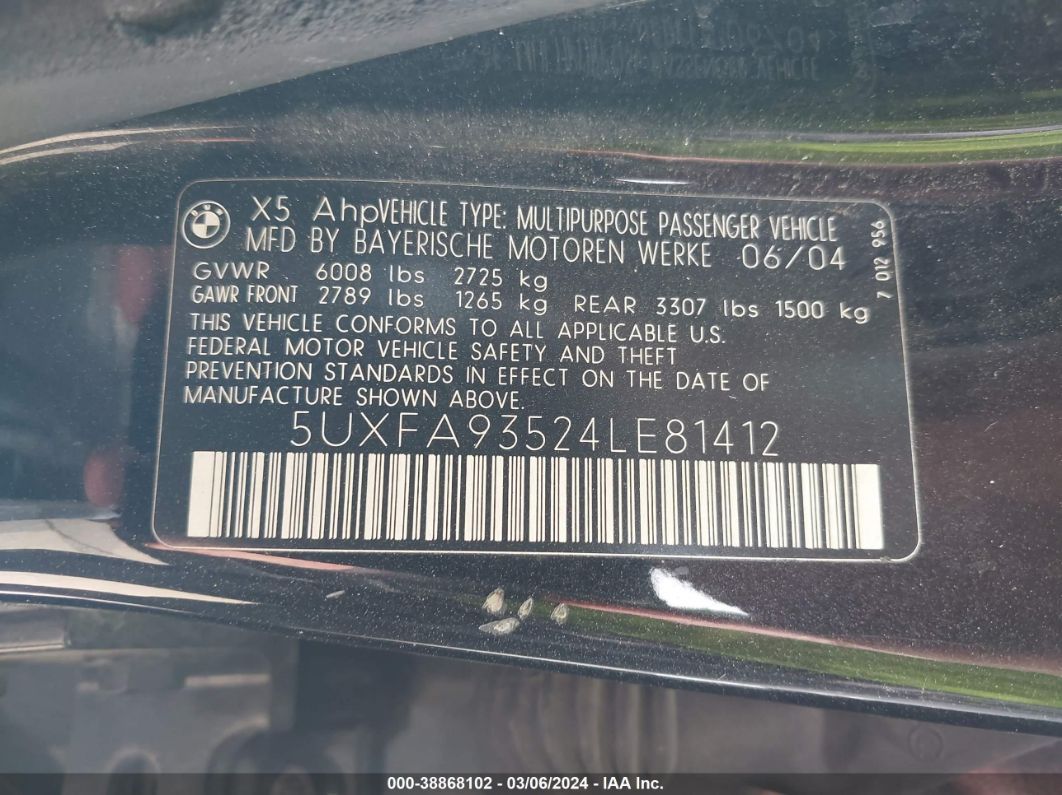 X5 Ahp VEHICLE TYPE: MULTIPURPOSE PASSENGER VEHICLE
MFD BY BAYERISCHE MOTOREN WERKE 06/04
GVWR 6008 lbs 2725 kg
GAWR FRONT 2789 lbs 1265 kg REAR 3307 lbs 1500 kg
THIS VEHICLE CONFORMS TO ALL APPLICABLE U.S.
FEDERAL MOTOR VEHICLE SAFETY AND THEFT
PREVENTION STANDARDS IN EFFECT ON THE DATE OF
MANUFACTURE SHOWN ABOVE.
5UXFA93524LE81412
7 012 956
000-38868102 - 03/06/2024 - IAA Inc.